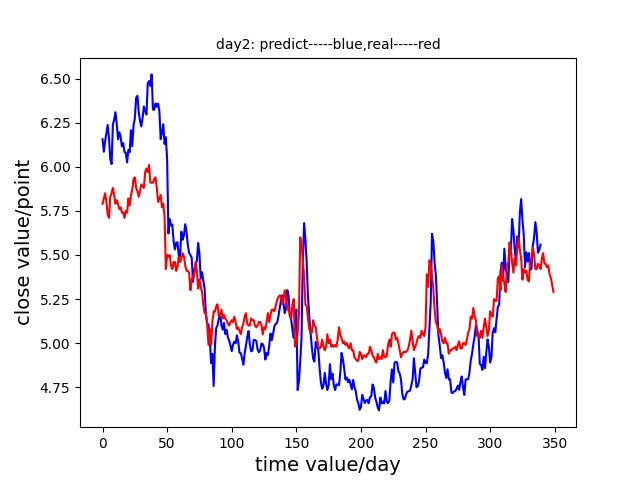 day2: predict-----blue,real-----red
close value/point
6.50
6.25
6.00
5.75
5.50
5.25
5.00
4.75
0 50 100 150 200 250 300 350
time value/day